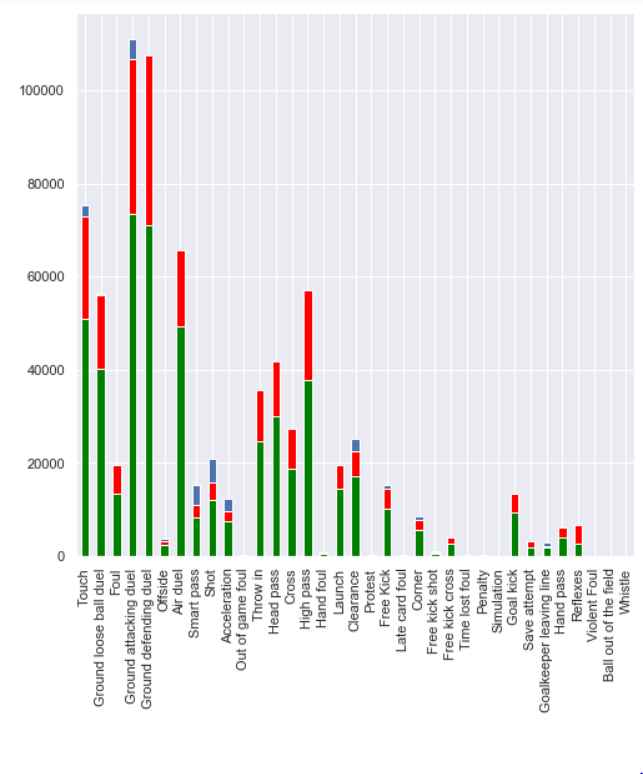 100000
80000
60000
40000
20000
0
Touch
Ground loose ball duel
Foul
Ground attacking duel
Ground defending duel
Offside
Air duel
Smart pass
Shot
Acceleration
Out of game foul
Throw in
Head pass
Cross
High pass
Hand foul
Launch
Clearance
Protest
Free Kick
Late card foul
Corner
Free kick shot
Free kick cross
Time lost foul
Penalty
Simulation
Goal kick
Save attempt
Goalkeeper leaving line
Hand pass
Reflexes
Violent Foul
Ball out of the field
Whistle